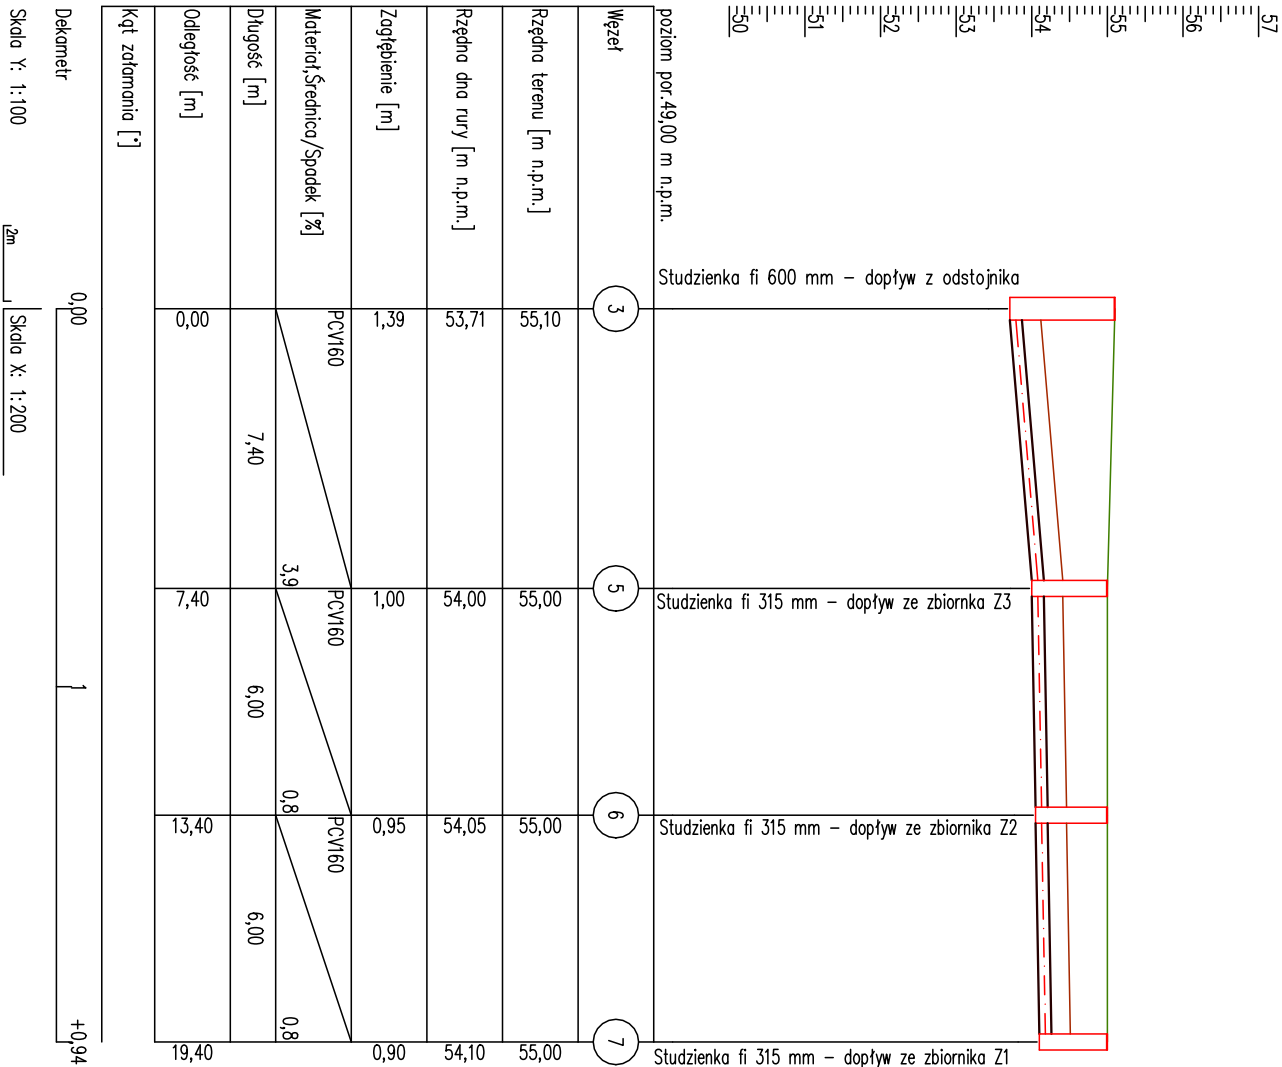 50
51
52
53
54
55
56
57
poziom por.49,00 m n.p.m.
Studzienka fi 600 mm – dopływ z odstojnika
Studzienka fi 315 mm – dopływ ze zbiornka Z3
Studzienka fi 315 mm – dopływ ze zbiornika Z2
Studzienka fi 315 mm – dopływ ze zbiornika Z1
Węzeł
3
5
6
7
Rzędna terenu [m n.p.m.]
55,10
55,00
55,00
55,00
Rzędna dna rury [m n.p.m.]
53,71
54,00
54,05
54,10
Zagłębienie [m]
1,39
1,00
0,95
0,90
Materiał,Średnica/Spadek [%]
PCV160
3,9
PCV160
0,8
PCV160
0,8
Długość [m]
7,40
6,00
6,00
Odległość [m]
0,00
7,40
13,40
19,40
Kąt załamania [°]
Dekametr
0,00
1
+0,94
Skala Y: 1:100
2m
Skala X: 1:200